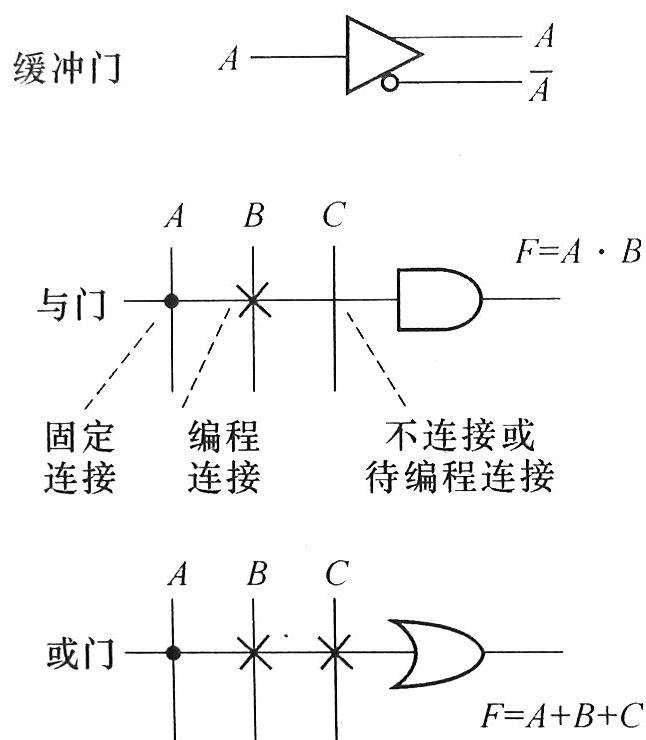 缓冲门 A A
A̅
A B C
F=A · B
与门
固定 编程 不连接或
连接 连接 待编程连接
A B C
或门
F=A+B+C